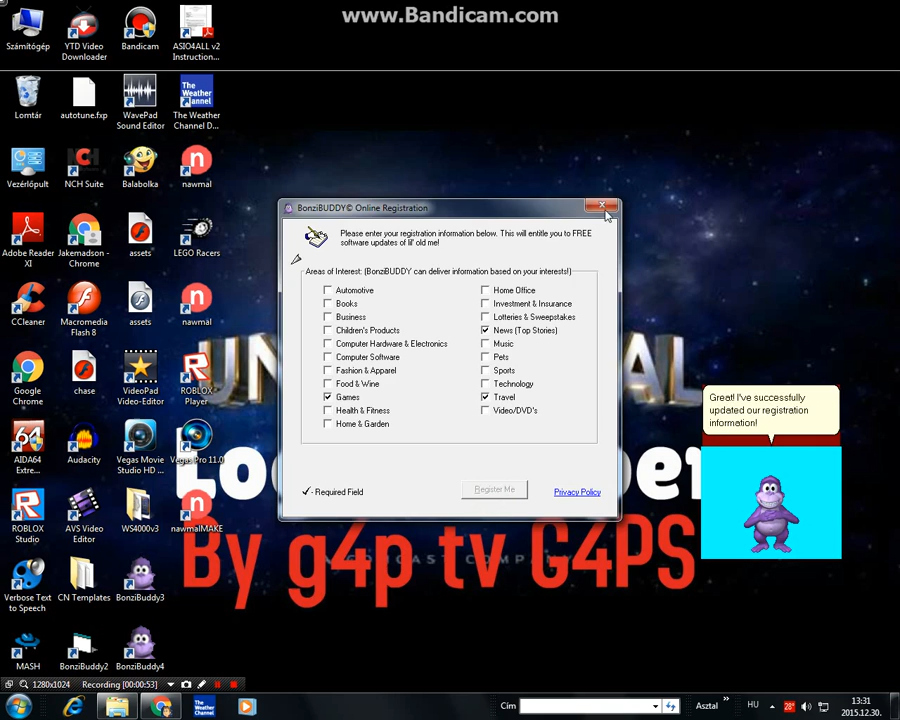 www.Bandicam.com
Számítógép
YTD Video
Downloader
Bandicam
ASIO4ALL v2
Instruction...
Lomtár
autotune.fxp
WavePad
Sound Editor
The
Weather
Channel
The Weather
Channel D...
Vezérlőpult
NCH
NCH Suite
Balabolka
n
nawmal
Adobe Reader
XI
Jakemadson -
Chrome
assets
LEGO Racers
CCleaner
Macromedia
Flash 8
assets
n
nawmal
Google
Chrome
chase
VideoPad
Video-Editor
ROBLOX
Player
64
AIDA64
Extre...
Audacity
Vegas Movie
Studio HD ...
Vegas Pro 11.0
ROBLOX
Studio
AVS Video
Editor
WS4000v3
n
nawmalMAKE
Verbose Text
to Speech
CN Templates
BonziBuddy3
MASH
BonziBuddy2
BonziBuddy4
BonziBUDDY© Online Registration
Please enter your registration information below. This will entitle you to FREE
software updates of lil' old me!
Areas of Interest: (BonziBUDDY can deliver information based on your interests!)
Automotive
Books
Business
Children's Products
Computer Hardware & Electronics
Computer Software
Fashion & Apparel
Food & Wine
Games
Health & Fitness
Home & Garden
Home Office
Investment & Insurance
Lotteries & Sweepstakes
News (Top Stories)
Music
Pets
Sports
Technology
Travel
Video/DVD's
- Required Field
Register Me
Privacy Policy
Great! I've successfully
updated our registration
information!
By g4p tv G4PS
1280x1024
Recording [00:00:53]
The
Weather
Channel
Cím
Asztal
»
HU
28°
13:31
2015.12.30.